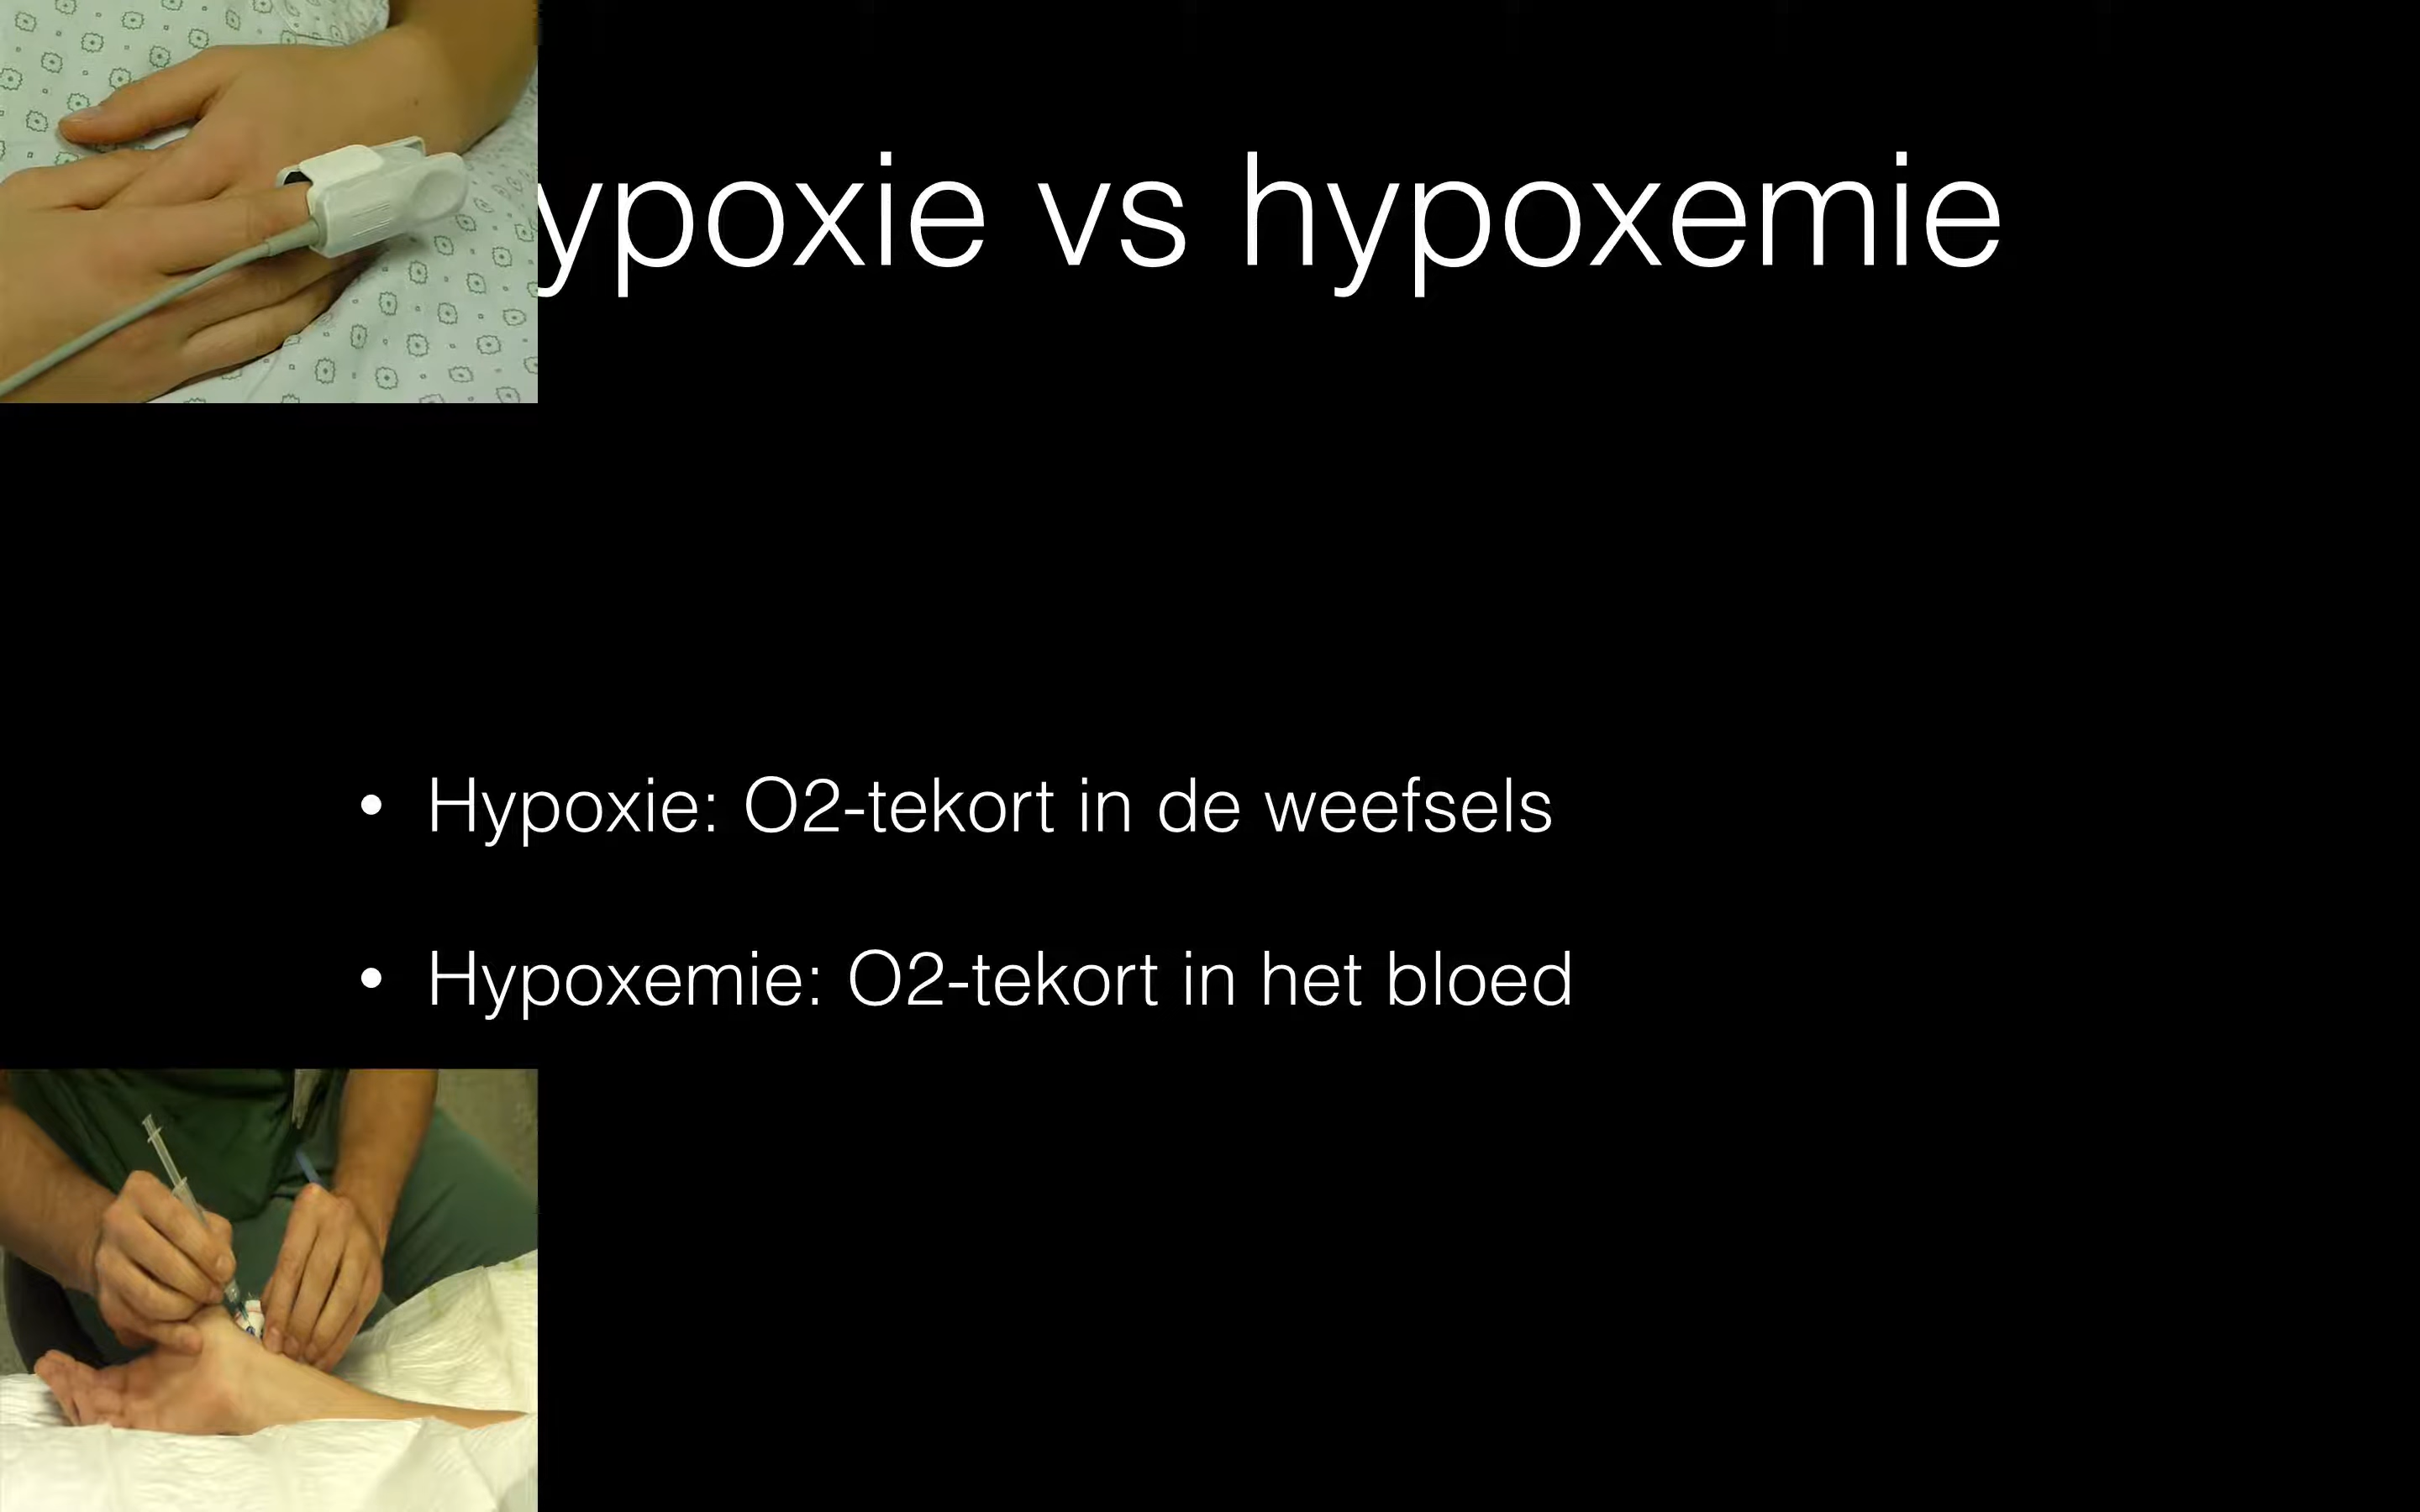 ypoxie vs hypoxemie
• Hypoxie: O2-tekort in de weefsels
• Hypoxemie: O2-tekort in het bloed